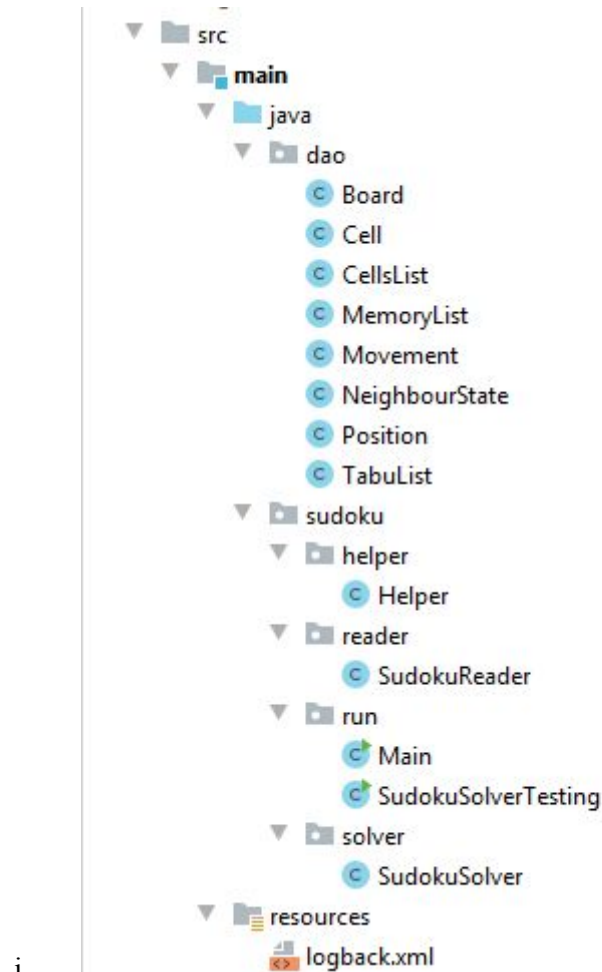 src
main
java
dao
C Board
C Cell
C CellsList
C MemoryList
C Movement
C NeighbourState
C Position
C TabuList
sudoku
helper
C Helper
reader
C SudokuReader
run
C Main
C SudokuSolverTesting
solver
C SudokuSolver
resources
logback.xml